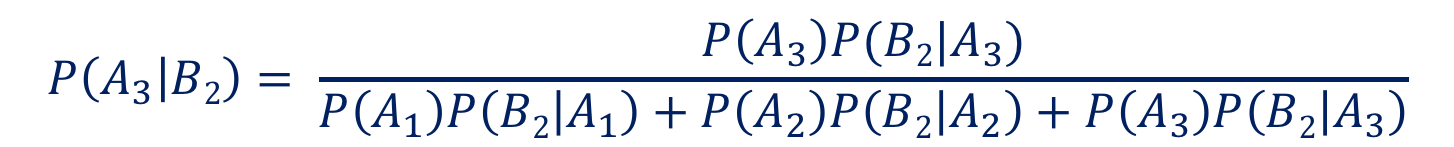 P(A₃|B₂) = P(A₃)P(B₂|A₃)
P(A₁)P(B₂|A₁) + P(A₂)P(B₂|A₂) + P(A₃)P(B₂|A₃)